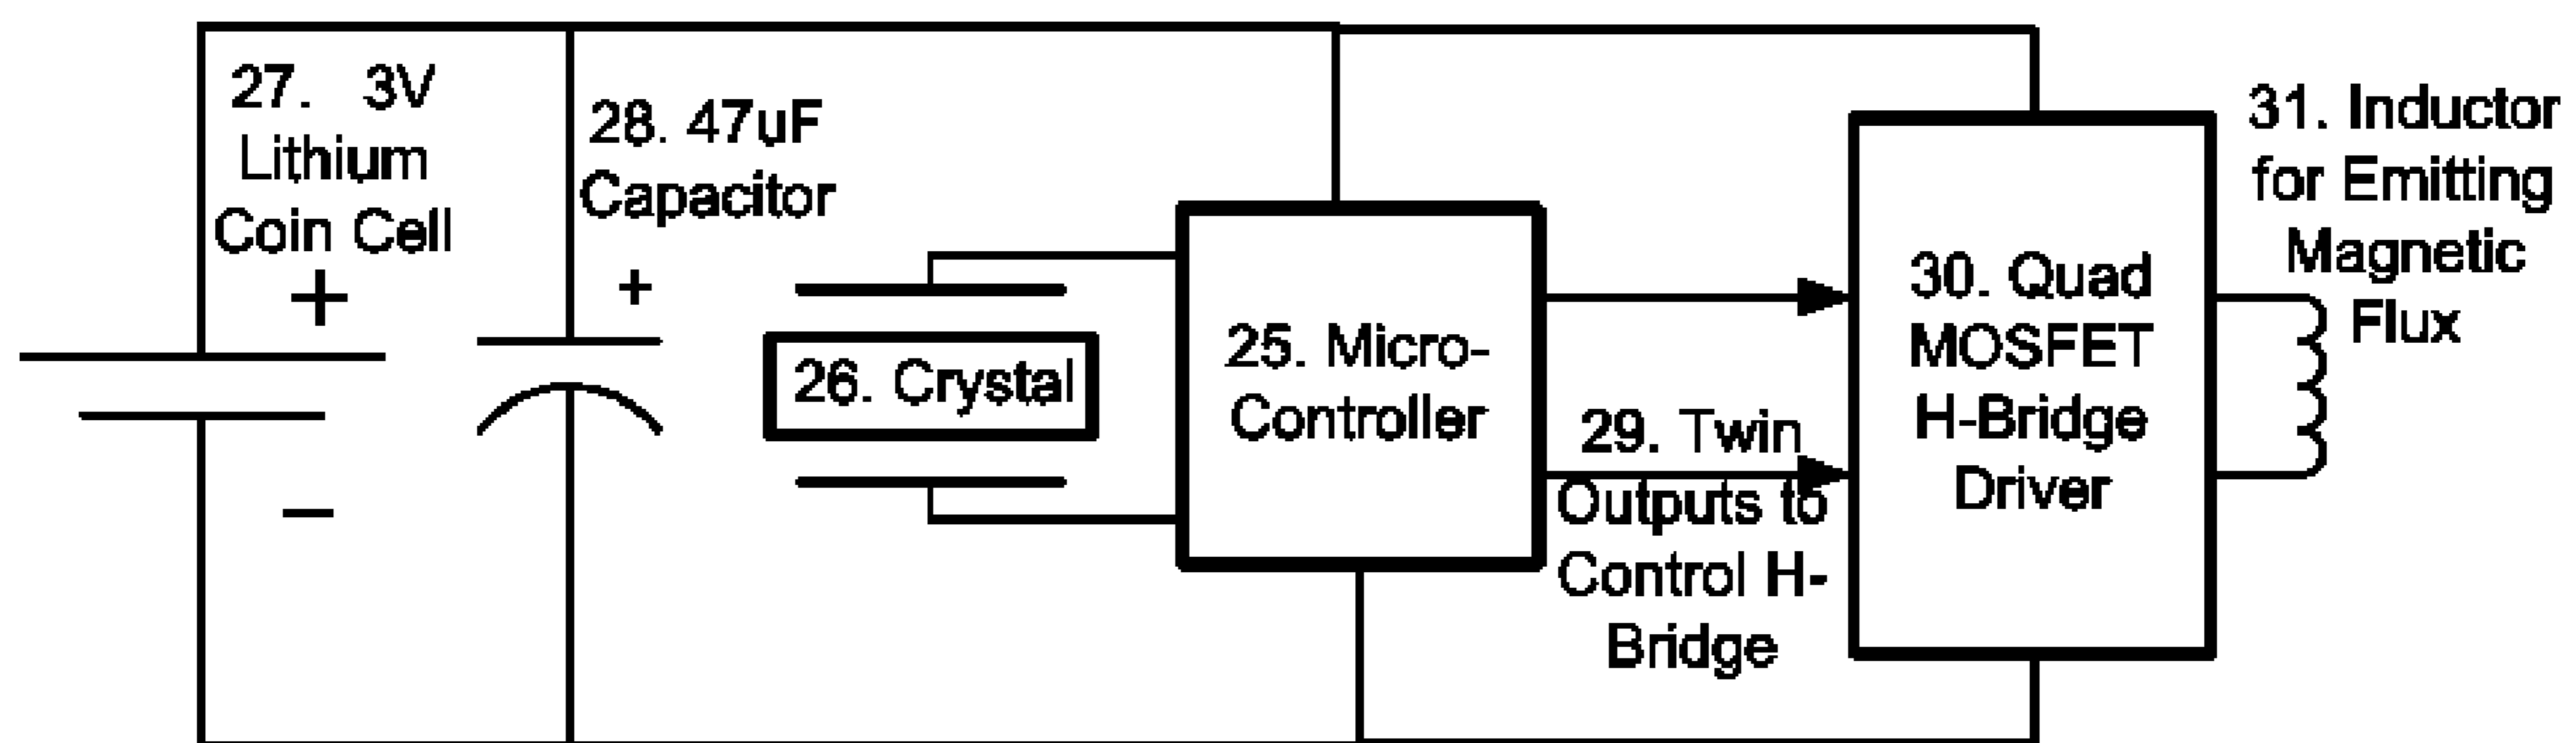 27. 3V
Lithium
Coin Cell
+
–
28. 47uF
Capacitor
+
26. Crystal
25. Micro-
Controller
29. Twin
Outputs to
Control H-
Bridge
30. Quad
MOSFET
H-Bridge
Driver
31. Inductor
for Emitting
Magnetic
Flux